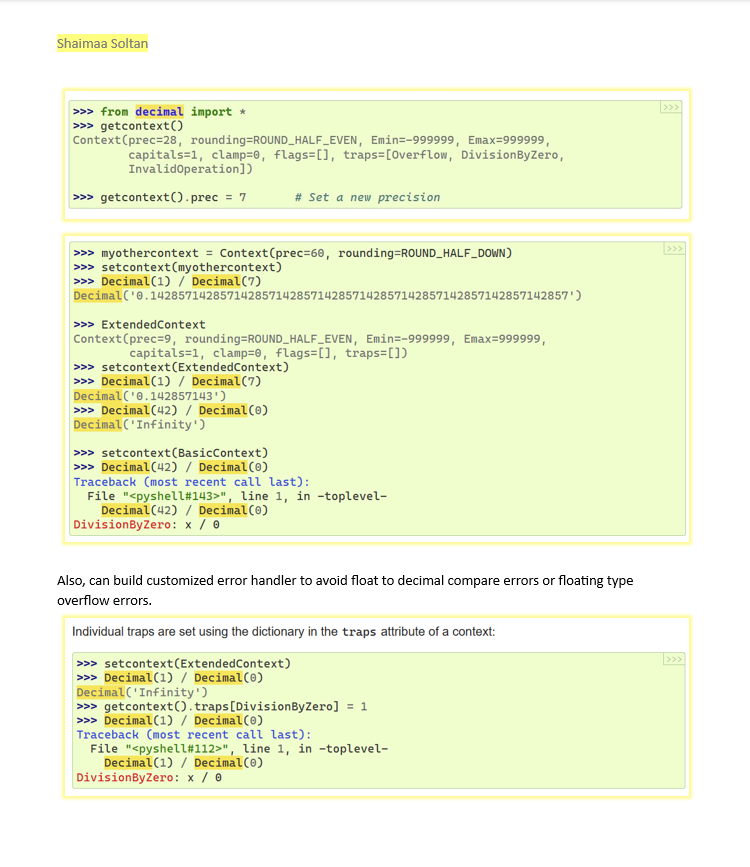 Shaimaa Soltan
>>>
>>> from decimal import *
>>> getcontext()
Context(prec=28, rounding=ROUND_HALF_EVEN, Emin=-999999, Emax=999999,
        capitals=1, clamp=0, flags=[], traps=[Overflow, DivisionByZero,
        InvalidOperation])
>>> getcontext().prec = 7       # Set a new precision
>>>
>>> myothercontext = Context(prec=60, rounding=ROUND_HALF_DOWN)
>>> setcontext(myothercontext)
>>> Decimal(1) / Decimal(7)
Decimal('0.142857142857142857142857142857142857142857142857142857142857')
>>> ExtendedContext
Context(prec=9, rounding=ROUND_HALF_EVEN, Emin=-999999, Emax=999999,
        capitals=1, clamp=0, flags=[], traps=[])
>>> setcontext(ExtendedContext)
>>> Decimal(1) / Decimal(7)
Decimal('0.142857143')
>>> Decimal(42) / Decimal(0)
Decimal('Infinity')
>>> setcontext(BasicContext)
>>> Decimal(42) / Decimal(0)
Traceback (most recent call last):
  File "<pyshell#143>", line 1, in -toplevel-
    Decimal(42) / Decimal(0)
DivisionByZero: x / 0
Also, can build customized error handler to avoid float to decimal compare errors or floating type
overflow errors.
Individual traps are set using the dictionary in the traps attribute of a context:
>>>
>>> setcontext(ExtendedContext)
>>> Decimal(1) / Decimal(0)
Decimal('Infinity')
>>> getcontext().traps[DivisionByZero] = 1
>>> Decimal(1) / Decimal(0)
Traceback (most recent call last):
  File "<pyshell#112>", line 1, in -toplevel-
    Decimal(1) / Decimal(0)
DivisionByZero: x / 0